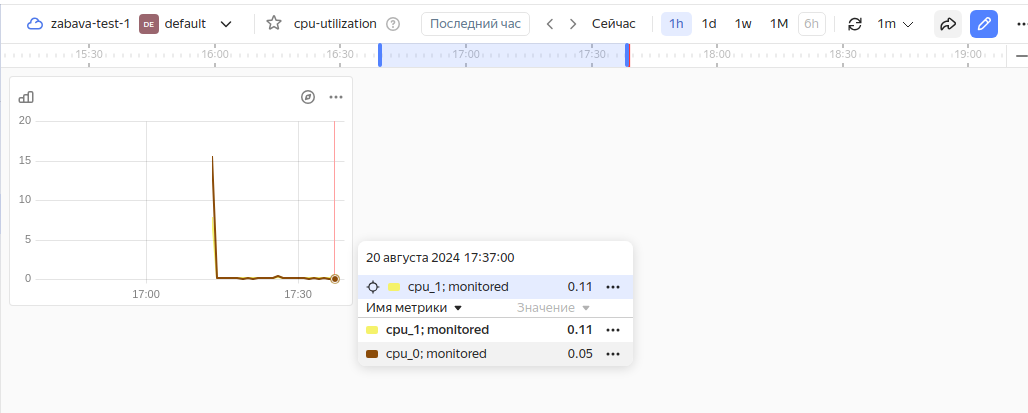 zabava-test-1 DE default cpu-utilization Последний час Сейчас 1h 1d 1w 1M 6h 1m
15:30 16:00 16:30 17:00 17:30 18:00 18:30 19:00
20
15
10
5
0
17:00 17:30
20 августа 2024 17:37:00
cpu_1; monitored 0.11
Имя метрики Значение
cpu_1; monitored 0.11
cpu_0; monitored 0.05